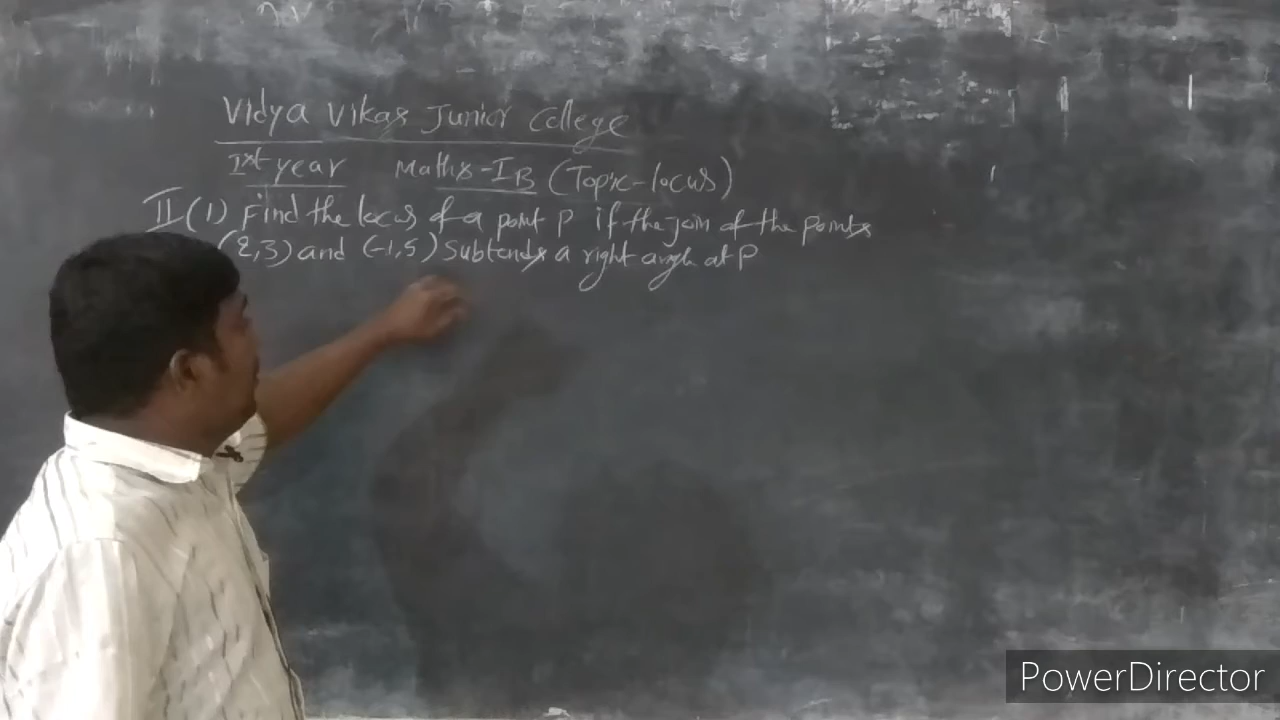 Vidya Vikas Junior College
Ist year Maths-IB (Topic-locus)
II (1) Find the locus of a point P if the join of the points
(2,3) and (-1,5) subtends a right angle at P
PowerDirector